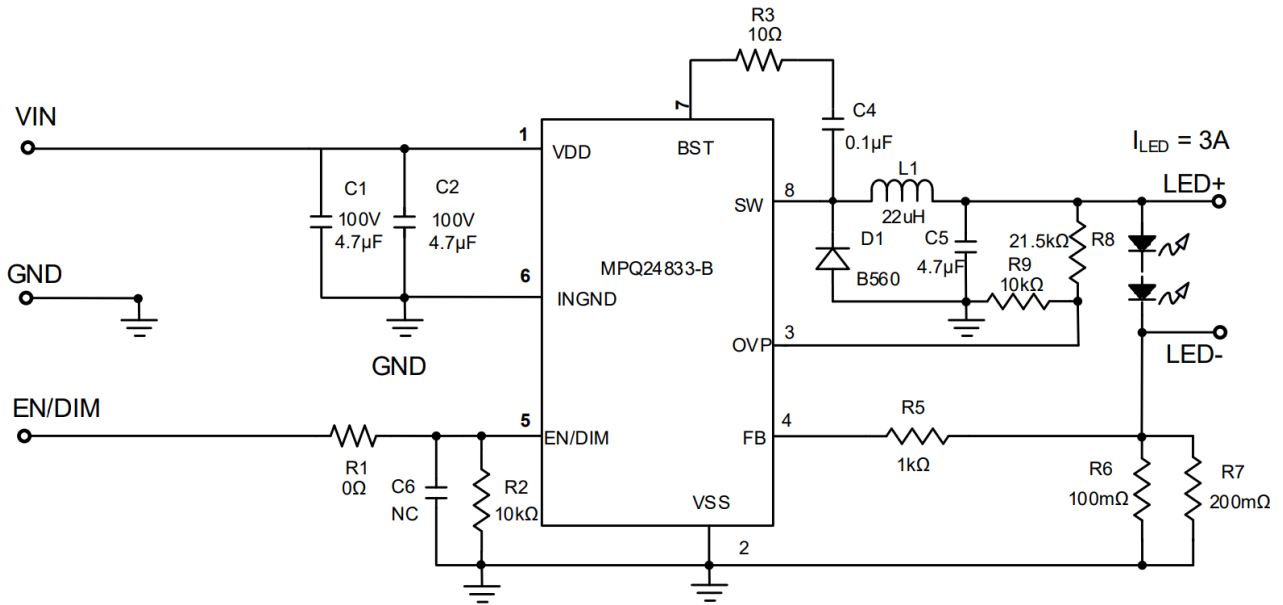 R3
10Ω
7
VIN
1
VDD
BST
C4
0.1µF
I_LED = 3A
LED+
C1
100V
4.7µF
C2
100V
4.7µF
SW
8
L1
22uH
D1
B560
C5
4.7µF
21.5kΩ
R8
R9
10kΩ
GND
6
INGND
MPQ24833-B
GND
OVP
3
LED-
EN/DIM
5
EN/DIM
FB
4
R5
1kΩ
R1
0Ω
C6
NC
R2
10kΩ
VSS
2
R6
100mΩ
R7
200mΩ